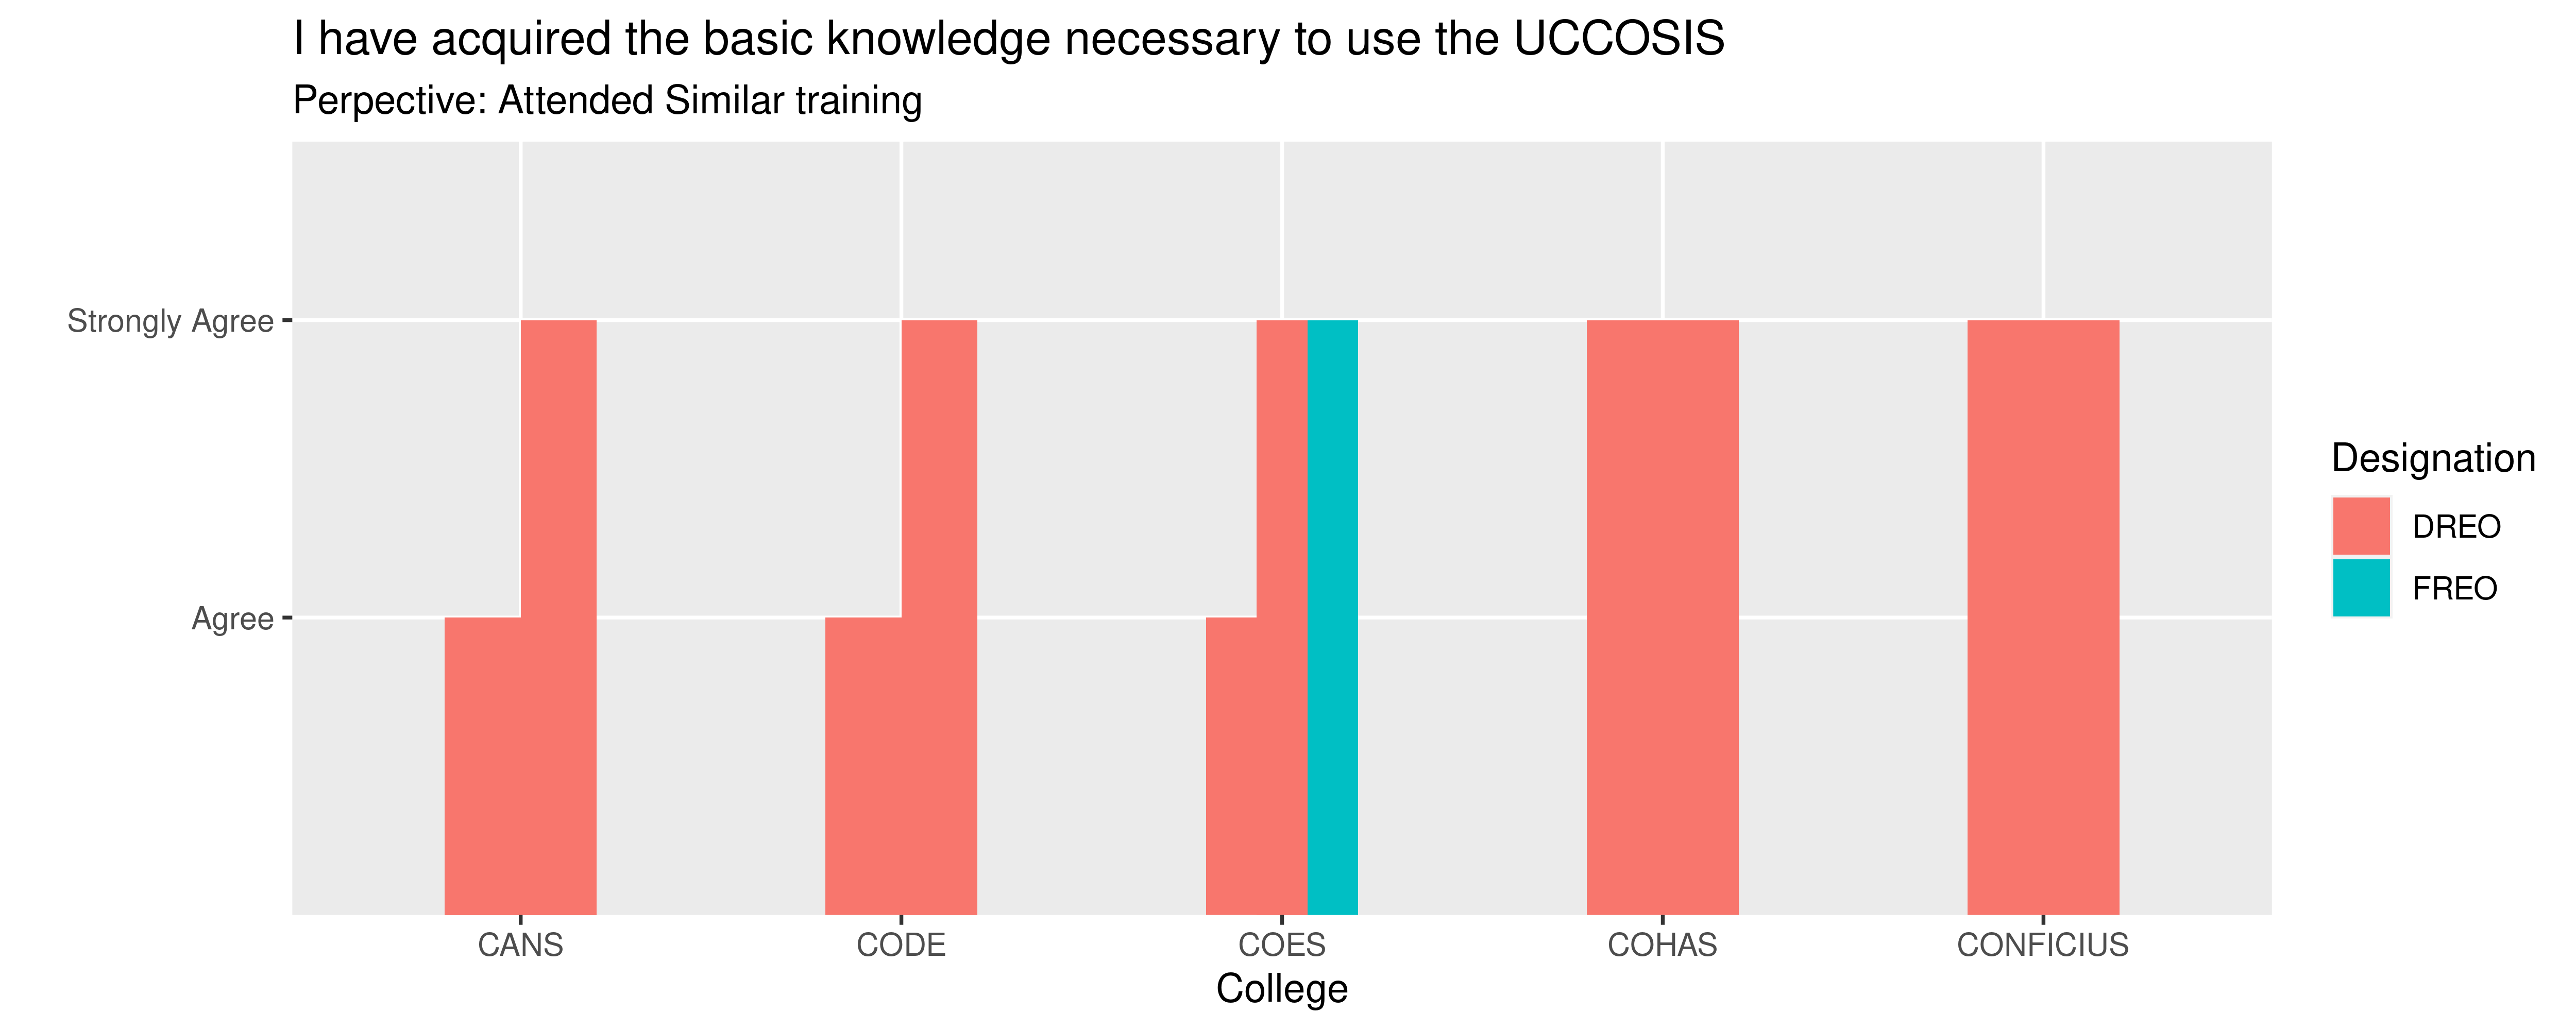 I have acquired the basic knowledge necessary to use the UCCOSIS
Perpective: Attended Similar training
Strongly Agree
Agree
CANS CODE COES COHAS CONFICIUS
College
Designation
DREO
FREO